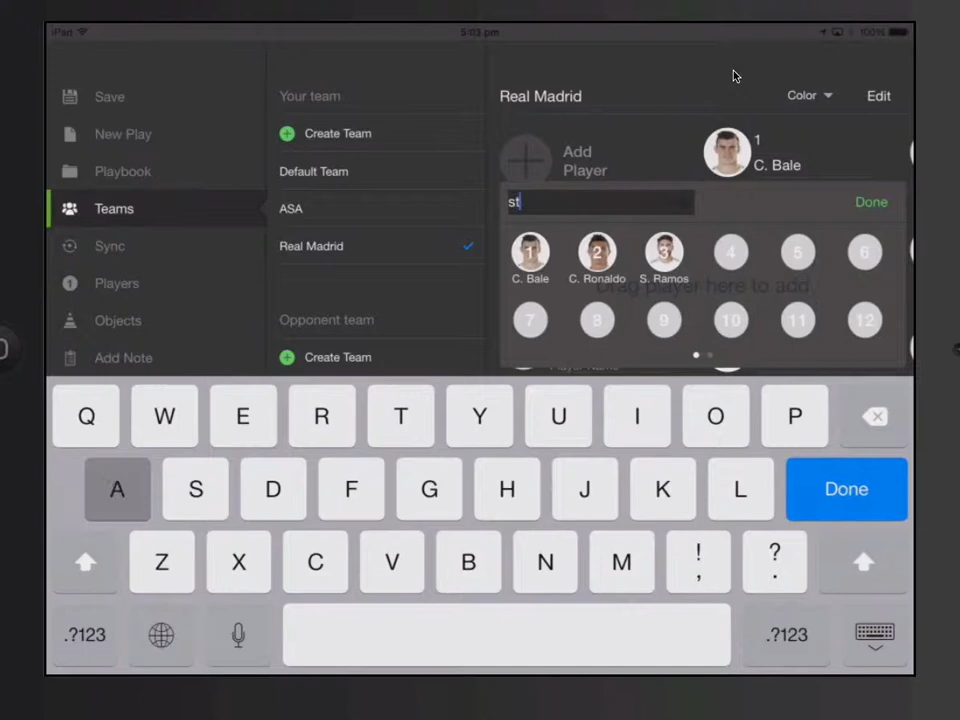 iPad 5:03 pm 100%
Save
New Play
Playbook
Teams
Sync
1 Players
Objects
Add Note
Your team
Create Team
Default Team
ASA
Real Madrid
Opponent team
Create Team
Real Madrid Color Edit
Add
Player
1
C. Bale
st Done
1 2 3 4 5 6
C. Bale C. Ronaldo S. Ramos
Drag player here to add
7 8 9 10 11 12
Player Name
Q W E R T Y U I O P
A S D F G H J K L Done
Z X C V B N M ! , ? .
.?123 .?123